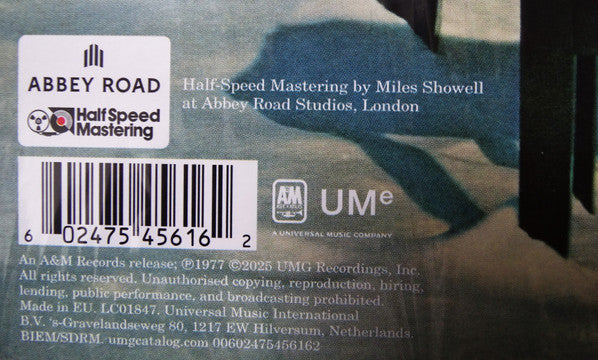 ABBEY ROAD
Half Speed
Mastering
Half-Speed Mastering by Miles Showell
at Abbey Road Studios, London
6 02475 45616 2
A&M
RECORDS
UMe
A UNIVERSAL MUSIC COMPANY
An A&M Records release; ℗1977 ©2025 UMG Recordings, Inc.
All rights reserved. Unauthorised copying, reproduction, hiring,
lending, public performance, and broadcasting prohibited.
Made in EU. LC01847. Universal Music International
B.V. 's-Gravelandseweg 80, 1217 EW Hilversum, Netherlands.
BIEM/SDRM. umgcatalog.com 00602475456162